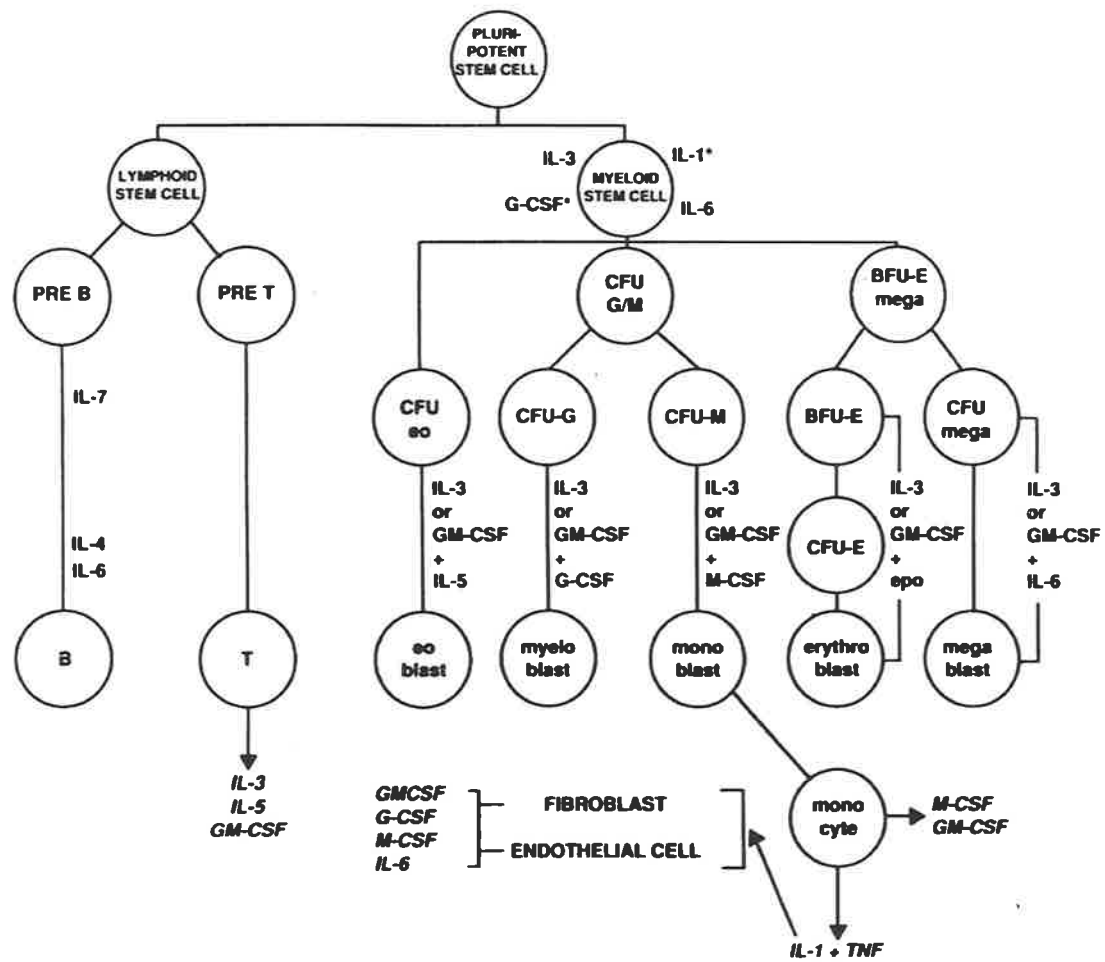 PLURI-
POTENT
STEM CELL
LYMPHOID
STEM CELL
IL-3
IL-1*
MYELOID
STEM CELL
G-CSF*
IL-6
PRE B
PRE T
CFU
G/M
BFU-E
mega
IL-7
CFU
eo
CFU-G
CFU-M
BFU-E
CFU
mega
IL-4
IL-6
IL-3
or
GM-CSF
+
IL-5
IL-3
or
GM-CSF
+
G-CSF
IL-3
or
GM-CSF
+
M-CSF
CFU-E
IL-3
or
GM-CSF
+
epo
IL-3
or
GM-CSF
+
IL-6
B
T
eo
blast
myelo
blast
mono
blast
erythro
blast
mega
blast
IL-3
IL-5
GM-CSF
GMCSF
G-CSF
M-CSF
IL-6
FIBROBLAST
ENDOTHELIAL CELL
mono
cyte
M-CSF
GM-CSF
IL-1 + TNF